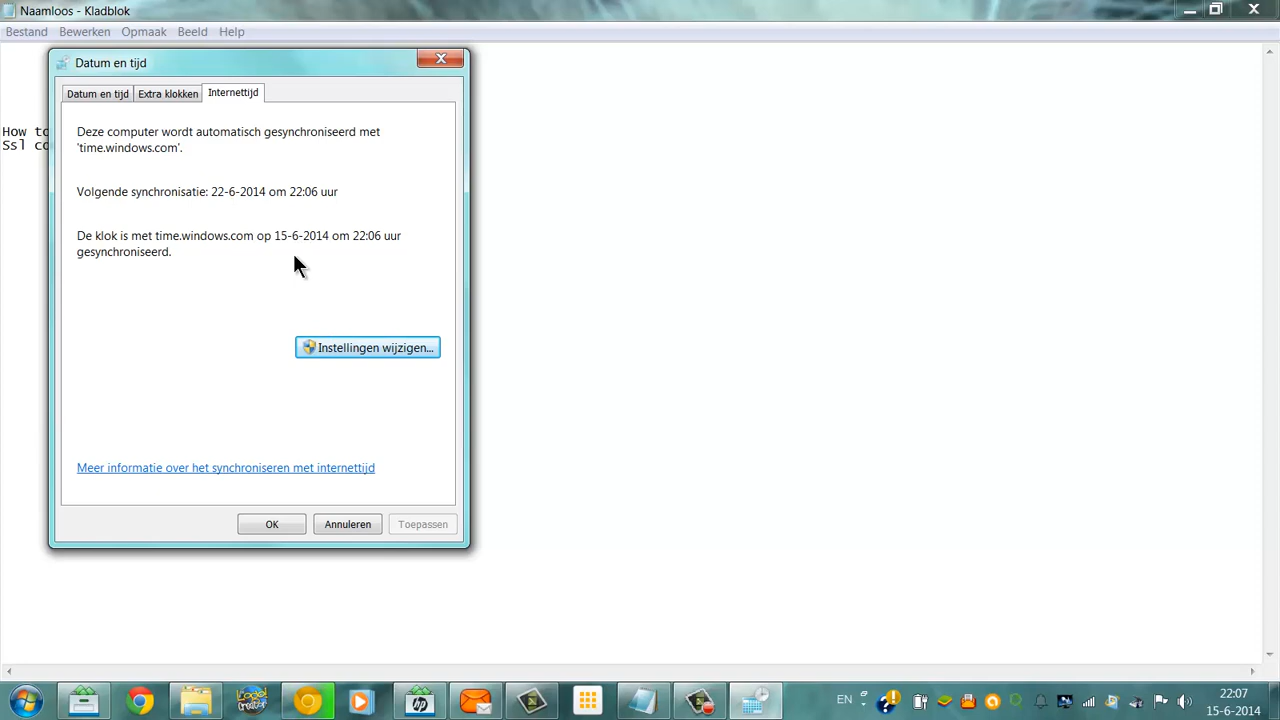 Naamloos - Kladblok
Bestand Bewerken Opmaak Beeld Help
Datum en tijd
Datum en tijd Extra klokken Internettijd
How to
Ssl co
Deze computer wordt automatisch gesynchroniseerd met
'time.windows.com'.
Volgende synchronisatie: 22-6-2014 om 22:06 uur
De klok is met time.windows.com op 15-6-2014 om 22:06 uur
gesynchroniseerd.
Instellingen wijzigen...
Meer informatie over het synchroniseren met internettijd
OK Annuleren Toepassen
EN
22:07
15-6-2014